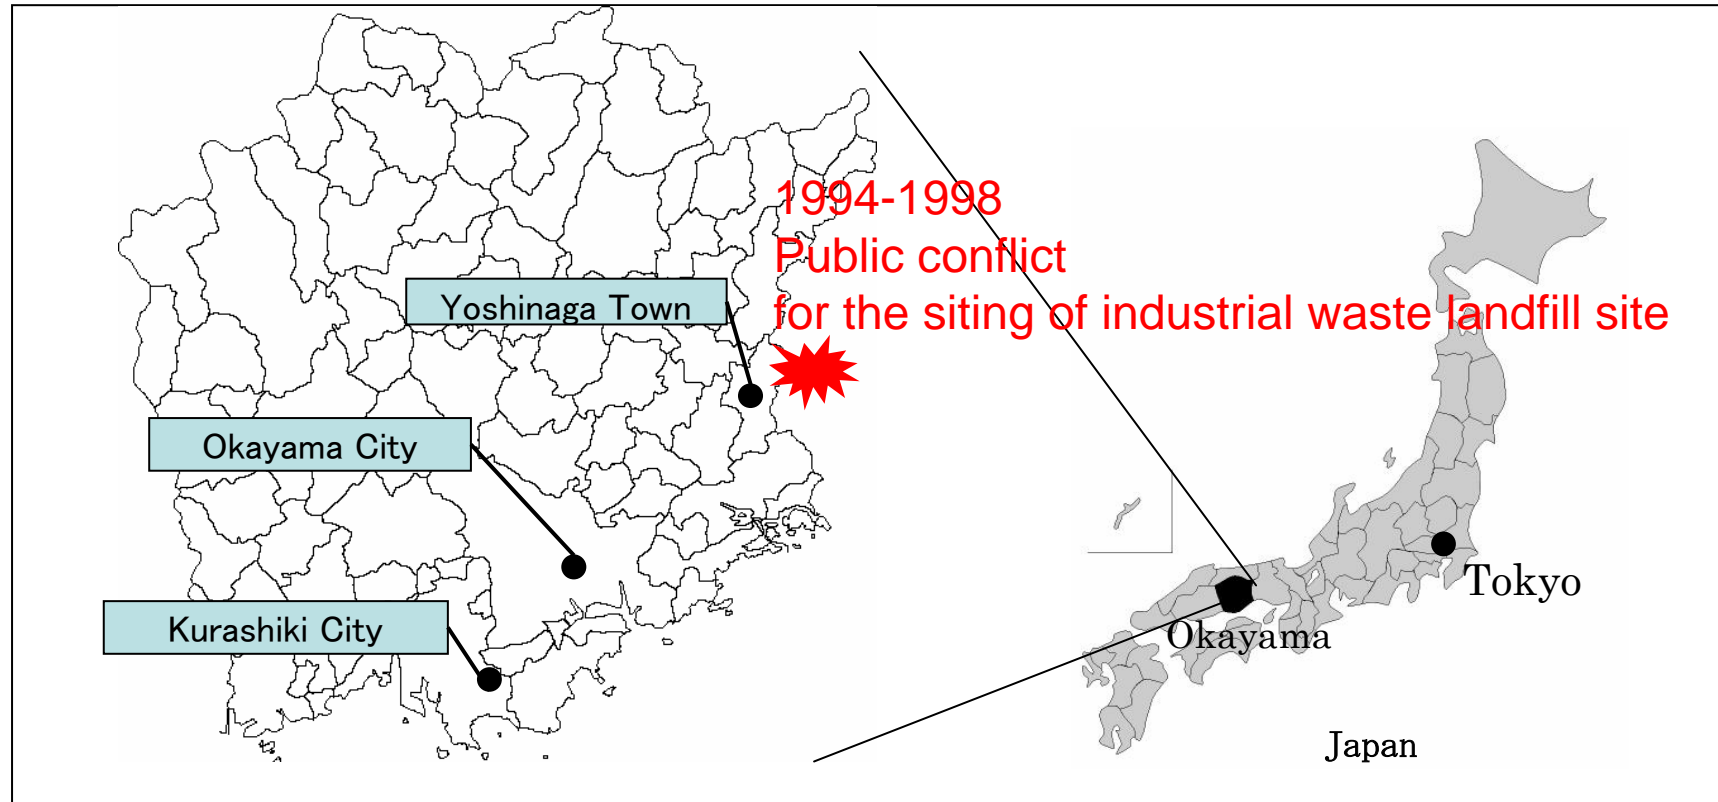 1994-1998
Public conflict
for the siting of industrial waste landfill site
Yoshinaga Town
Okayama City
Kurashiki City
Tokyo
Okayama
Japan